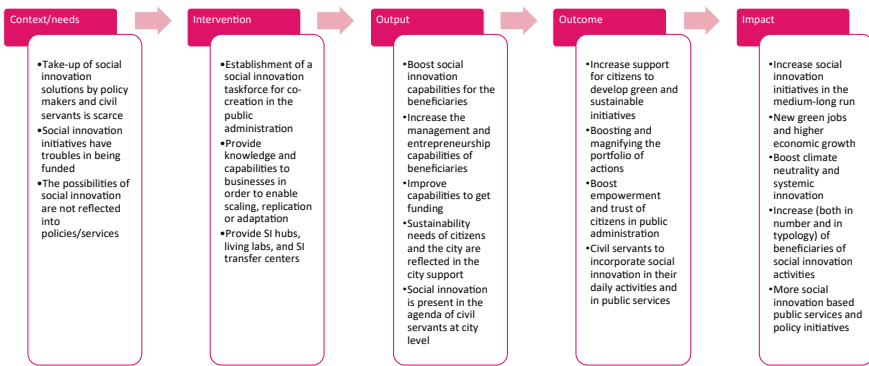 Context/needs
•Take-up of social
innovation
solutions by policy
makers and civil
servants is scarce
•Social innovation
initiatives have
troubles in being
funded
•The possibilities of
social innovation
are not reflected
into
policies/services
Intervention
•Establishment of a
social innovation
taskforce for co-
creation in the
public
administration
•Provide
knowledge and
capabilities to
businesses in
order to enable
scaling, replication
or adaptation
•Provide SI hubs,
living labs, and SI
transfer centers
Output
•Boost social
innovation
capabilities for the
beneficiaries
•Increase the
management and
entrepreneurship
capabilities of
beneficiaries
•Improve
capabilities to get
funding
•Sustainability
needs of citizens
and the city are
reflected in the
city support
•Social innovation
is present in the
agenda of civil
servants at city
level
Outcome
•Increase support
for citizens to
develop green and
sustainable
initiatives
•Boosting and
magnifying the
portfolio of
actions
•Boost
empowerment
and trust of
citizens in public
administration
•Civil servants to
incorporate social
innovation in their
daily activities and
in public services
Impact
•Increase social
innovation
initiatives in the
medium-long run
•New green jobs
and higher
economic growth
•Boost climate
neutrality and
systemic
innovation
•Increase (both in
number and in
typology) of
beneficiaries of
social innovation
activities
•More social
innovation based
public services and
policy initiatives